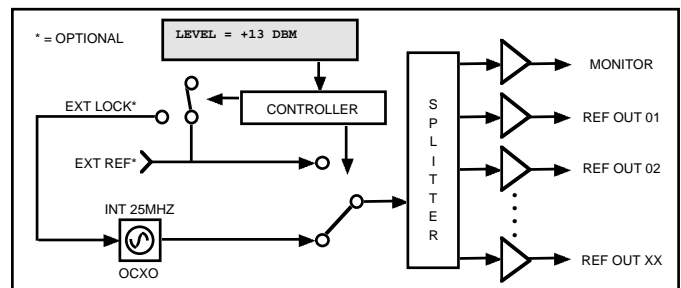 * = OPTIONAL
LEVEL = +13 DBM
MONITOR
EXT LOCK*
CONTROLLER
SPLITTER
REF OUT 01
EXT REF*
REF OUT 02
INT 25MHZ
OCXO
REF OUT XX